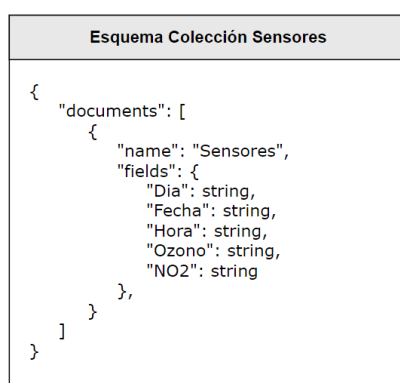 Esquema Colección Sensores
{
"documents": [
{
"name": "Sensores",
"fields": {
"Dia": string,
"Fecha": string,
"Hora": string,
"Ozono": string,
"NO2": string
},
}
]
}